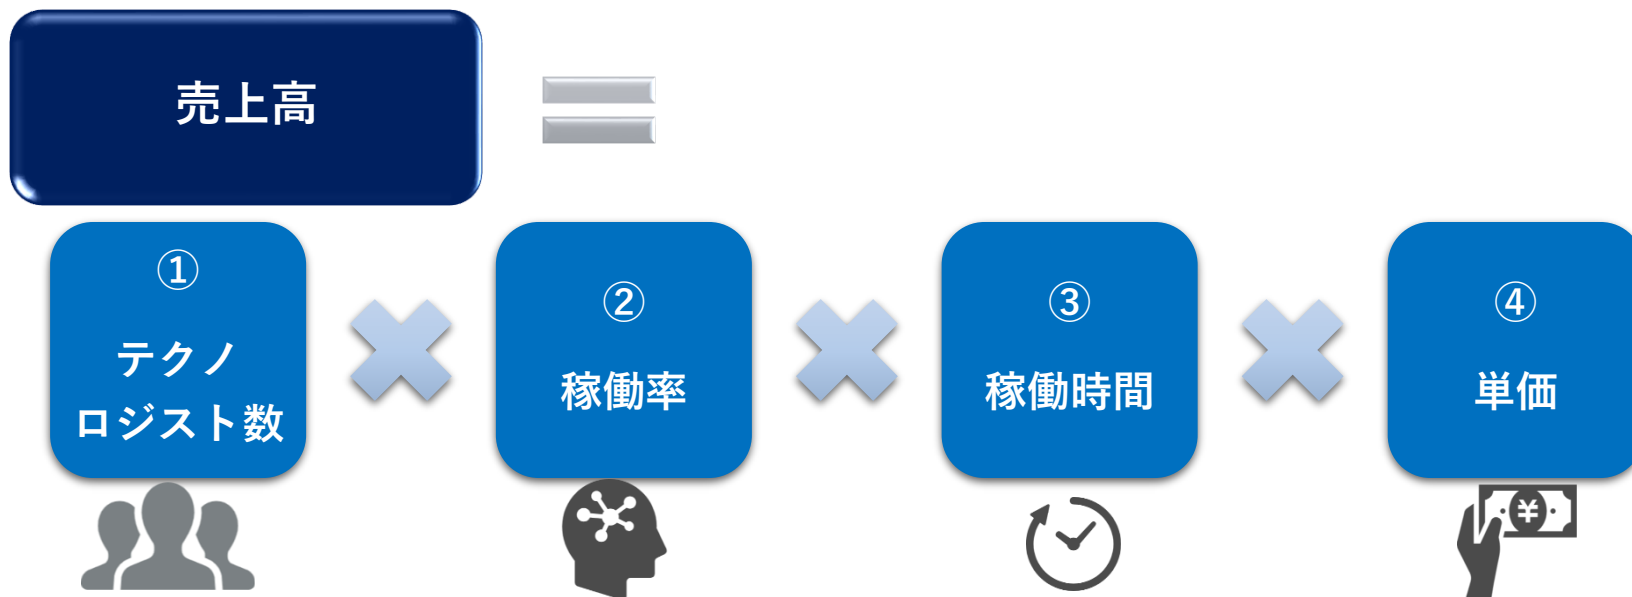 売上高
①
テクノ
ロジスト数
②
稼働率
③
稼働時間
④
単価
¥